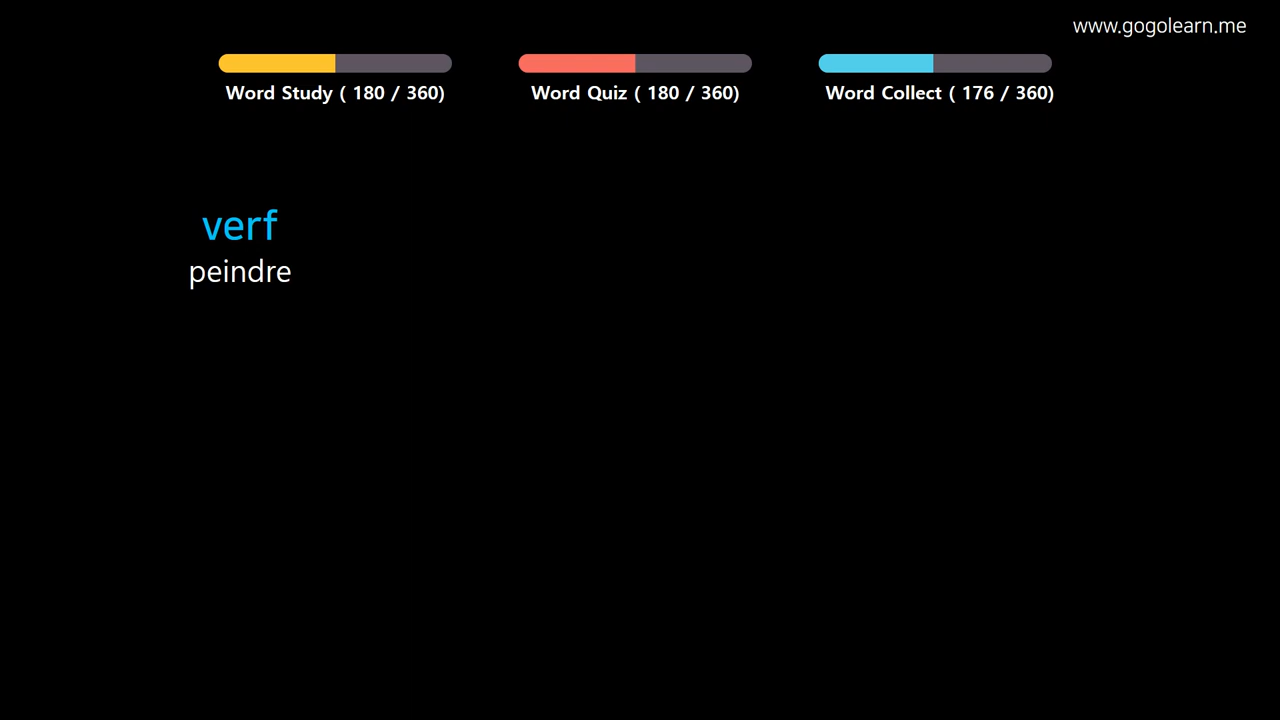 www.gogolearn.me
Word Study ( 180 / 360)
Word Quiz ( 180 / 360)
Word Collect ( 176 / 360)
verf
peindre